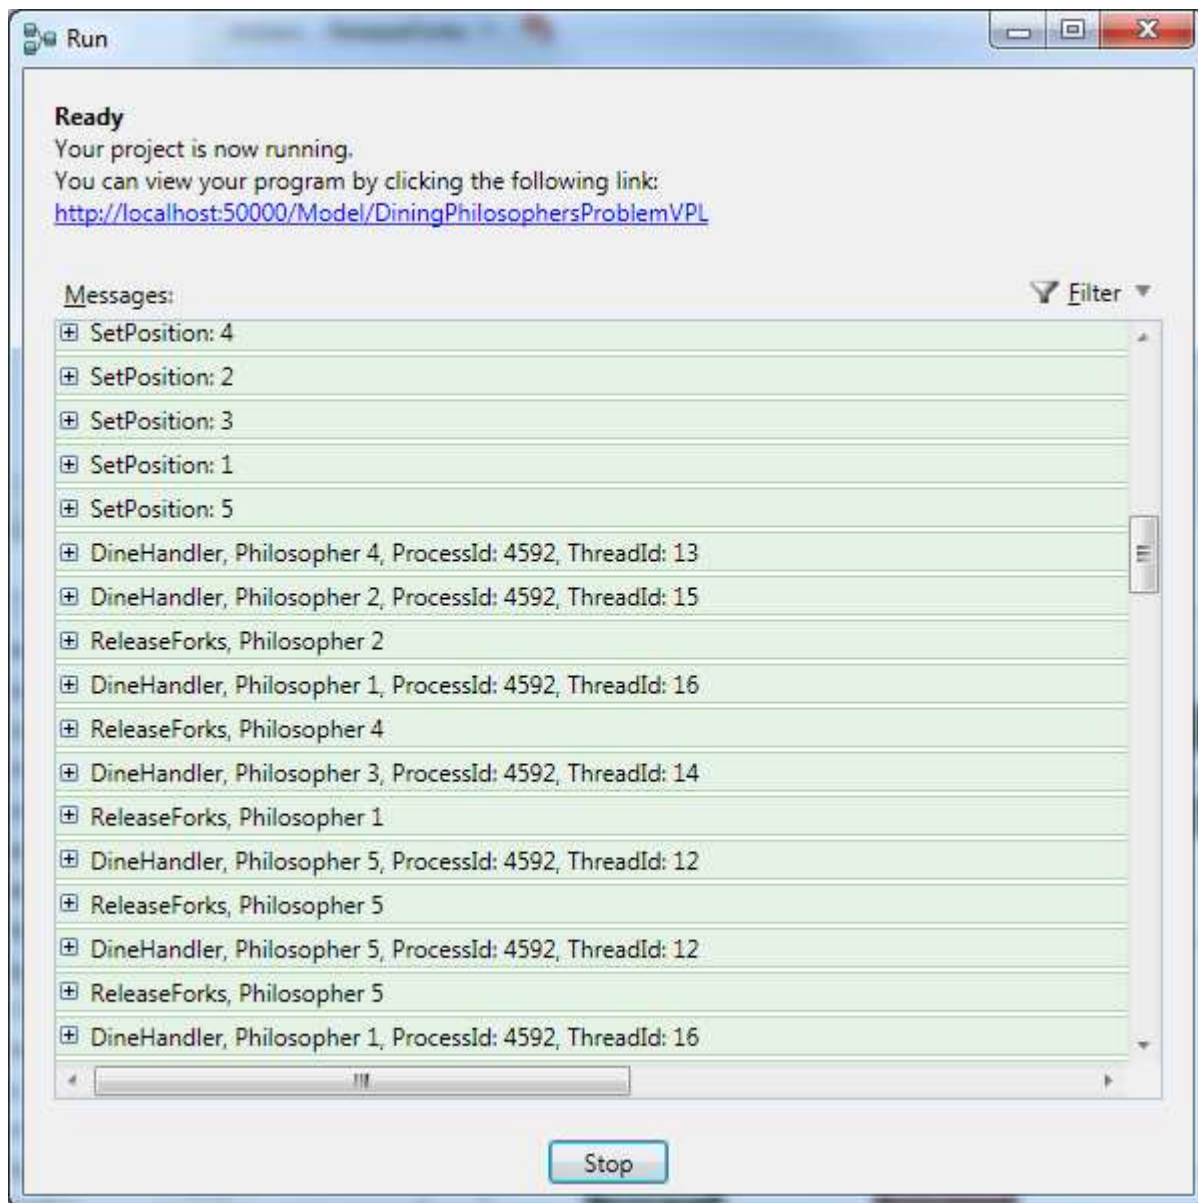 Run
Ready
Your project is now running.
You can view your program by clicking the following link:
http://localhost:50000/Model/DiningPhilosophersProblemVPL
Messages:
Filter
SetPosition: 4
SetPosition: 2
SetPosition: 3
SetPosition: 1
SetPosition: 5
DineHandler, Philosopher 4, ProcessId: 4592, ThreadId: 13
DineHandler, Philosopher 2, ProcessId: 4592, ThreadId: 15
ReleaseForks, Philosopher 2
DineHandler, Philosopher 1, ProcessId: 4592, ThreadId: 16
ReleaseForks, Philosopher 4
DineHandler, Philosopher 3, ProcessId: 4592, ThreadId: 14
ReleaseForks, Philosopher 1
DineHandler, Philosopher 5, ProcessId: 4592, ThreadId: 12
ReleaseForks, Philosopher 5
DineHandler, Philosopher 5, ProcessId: 4592, ThreadId: 12
ReleaseForks, Philosopher 5
DineHandler, Philosopher 1, ProcessId: 4592, ThreadId: 16
Stop